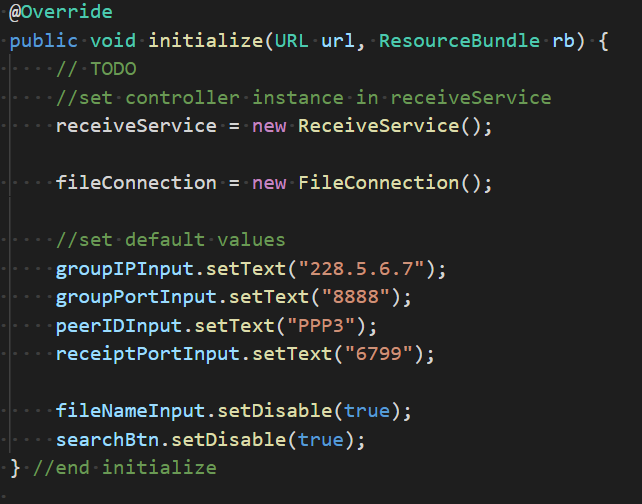 @Override
public void initialize(URL url, ResourceBundle rb) {
// TODO
//set controller instance in receiveService
receiveService = new ReceiveService();
fileConnection = new FileConnection();
//set default values
groupIPInput.setText("228.5.6.7");
groupPortInput.setText("8888");
peerIDInput.setText("PPP3");
receiptPortInput.setText("6799");
fileNameInput.setDisable(true);
searchBtn.setDisable(true);
} //end initialize